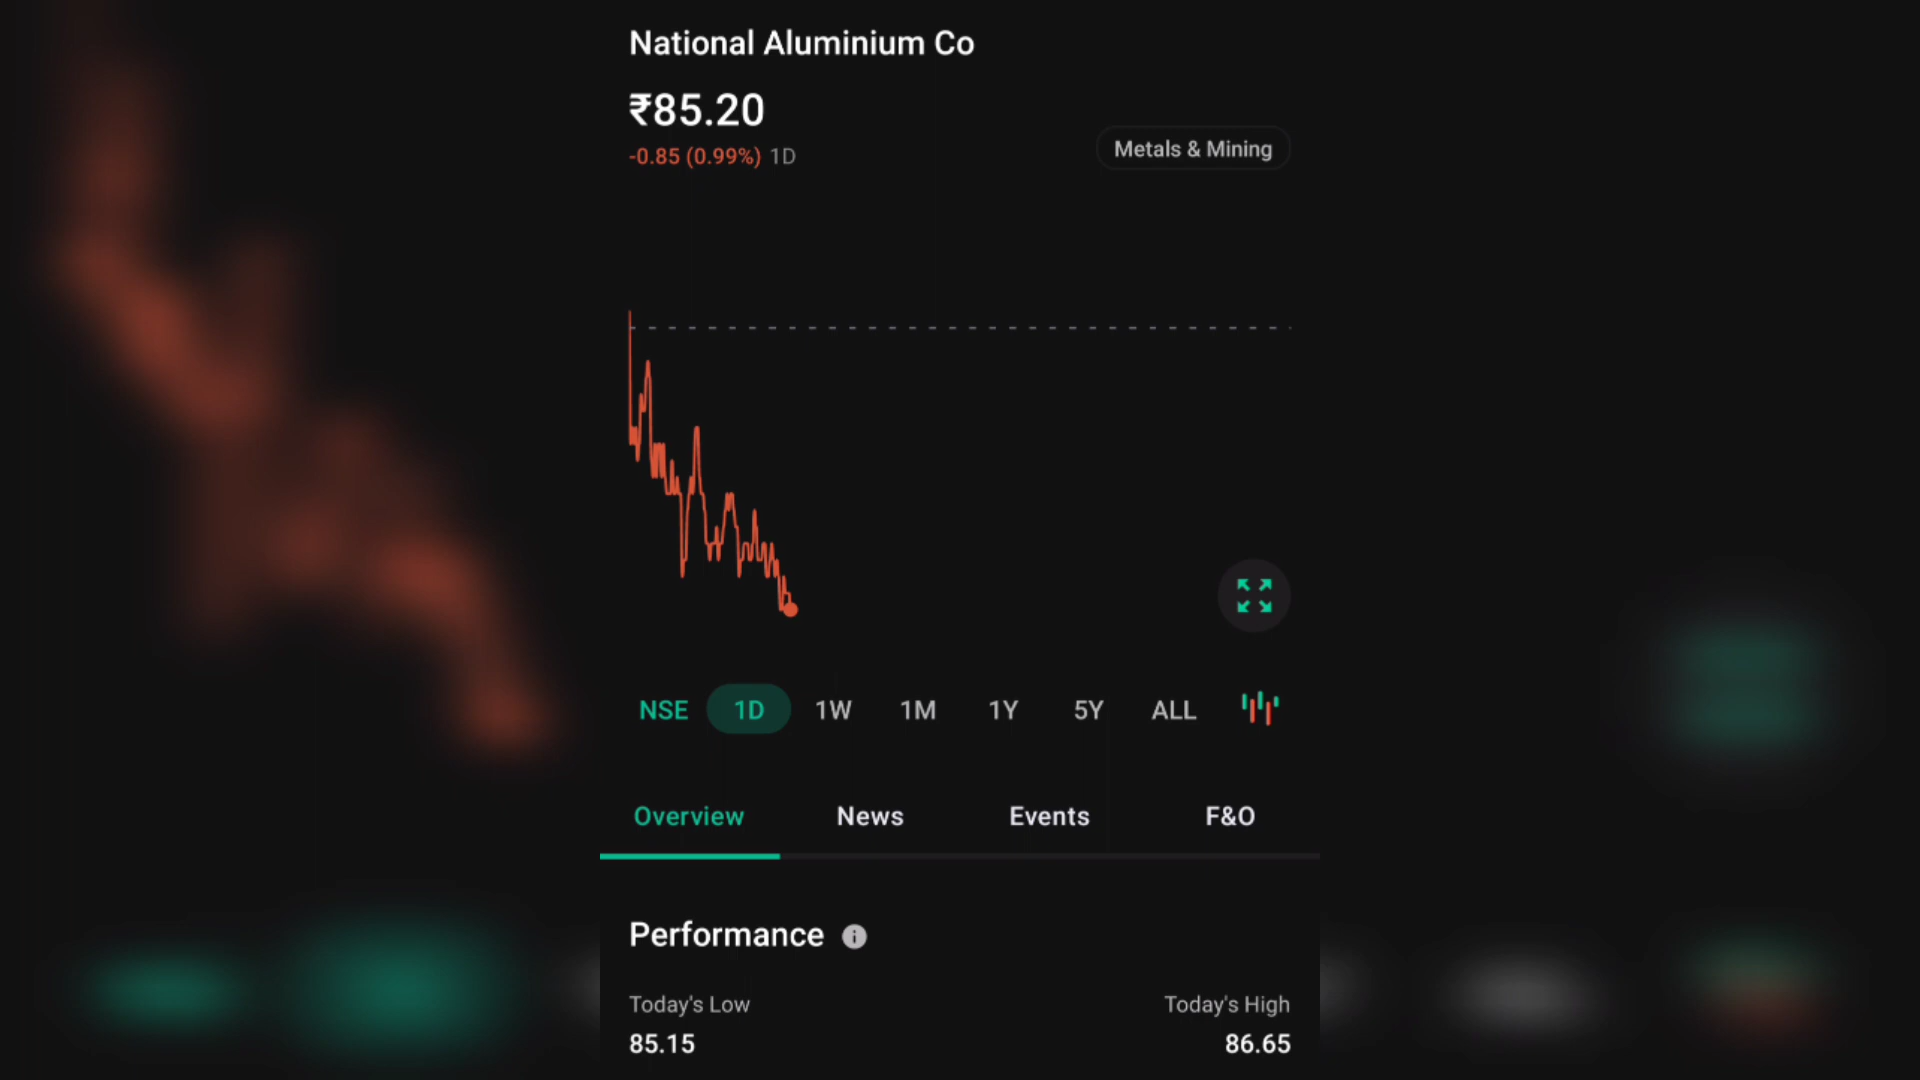 National Aluminium Co
₹85.20
-0.85 (0.99%) 1D
Metals & Mining
NSE 1D 1W 1M 1Y 5Y ALL
Overview News Events F&O
Performance
Today's Low Today's High
85.15 86.65